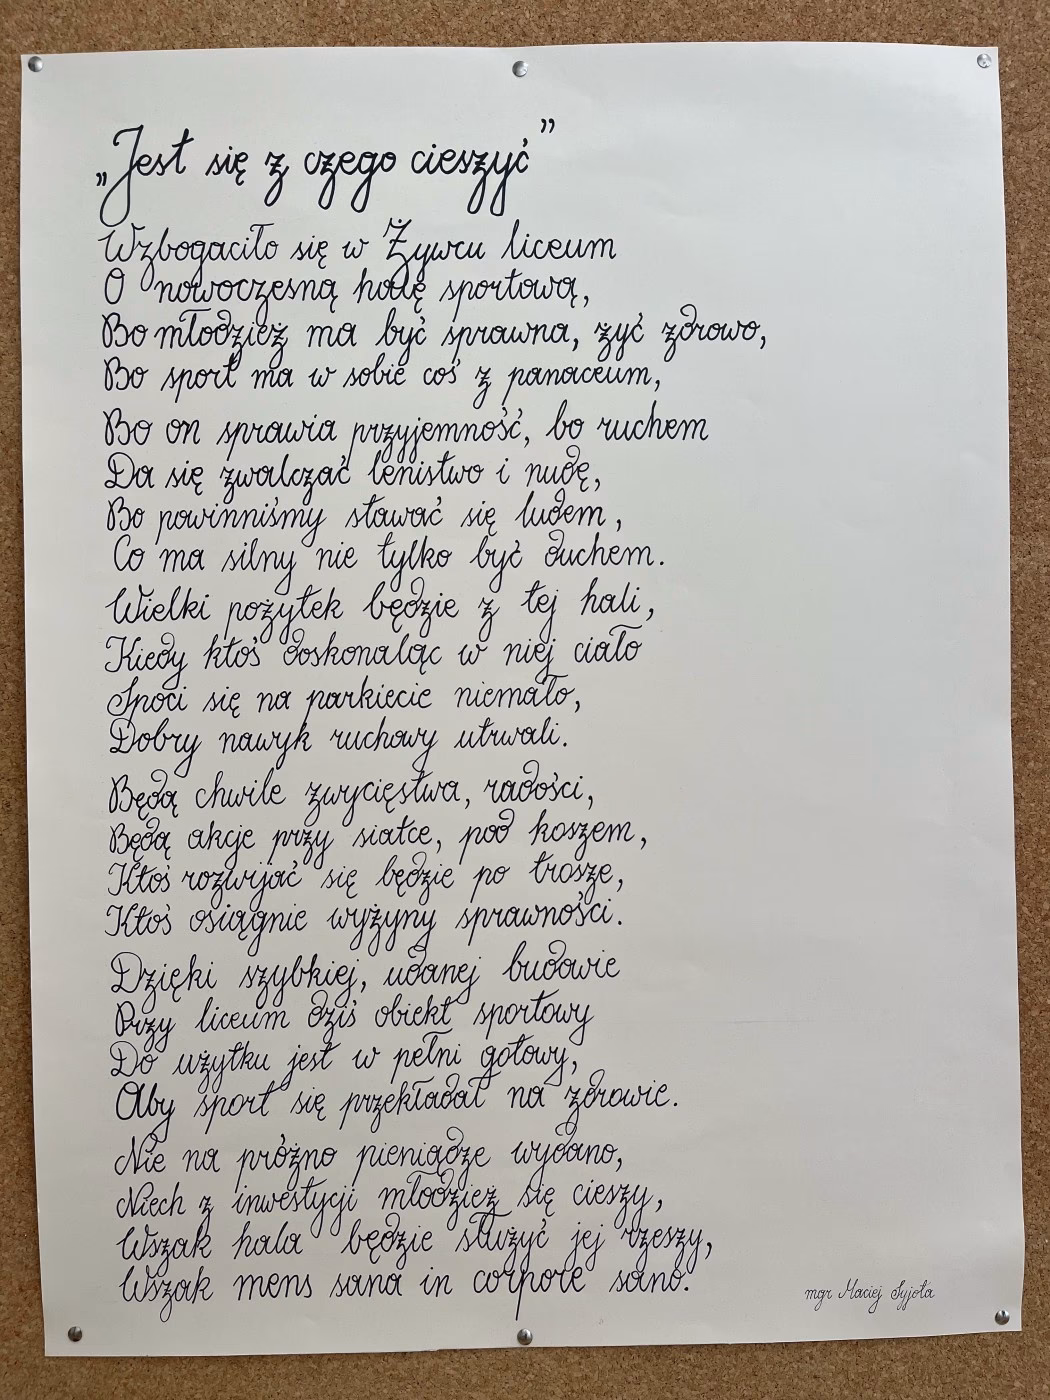 „Jest się z czego cieszyć”
Wzbogaciło się w Żywcu liceum
O nowoczesną halę sportową,
Bo młodzież ma być sprawna, żyć zdrowo,
Bo sport ma w sobie coś z panaceum,
Bo on sprawia przyjemność, bo ruchem
Da się zwalczać lenistwo i nudę,
Bo powinniśmy stawać się ludem,
Co ma silny nie tylko być duchem.
Wielki pożytek będzie z tej hali,
Kiedy ktoś doskonaląc w niej ciało
Spoci się na parkiecie niemało,
Dobry nawyk ruchowy utrwali.
Będą chwile zwycięstwa, radości,
Będą akcje przy siatce, pod koszem,
Ktoś rozwijać się będzie po trosze,
Ktoś osiągnie wyżyny sprawności.
Dzięki szybkiej, udanej budowie
Przy liceum dziś obiekt sportowy
Do użytku jest w pełni gotowy,
Aby sport się przekładał na zdrowie.
Nie na próżno pieniądze wydano,
Niech z inwestycji młodzież się cieszy,
Wszak hala będzie służyć jej rzeszy,
Wszak mens sana in corpore sano.
mgr Maciej Syjota